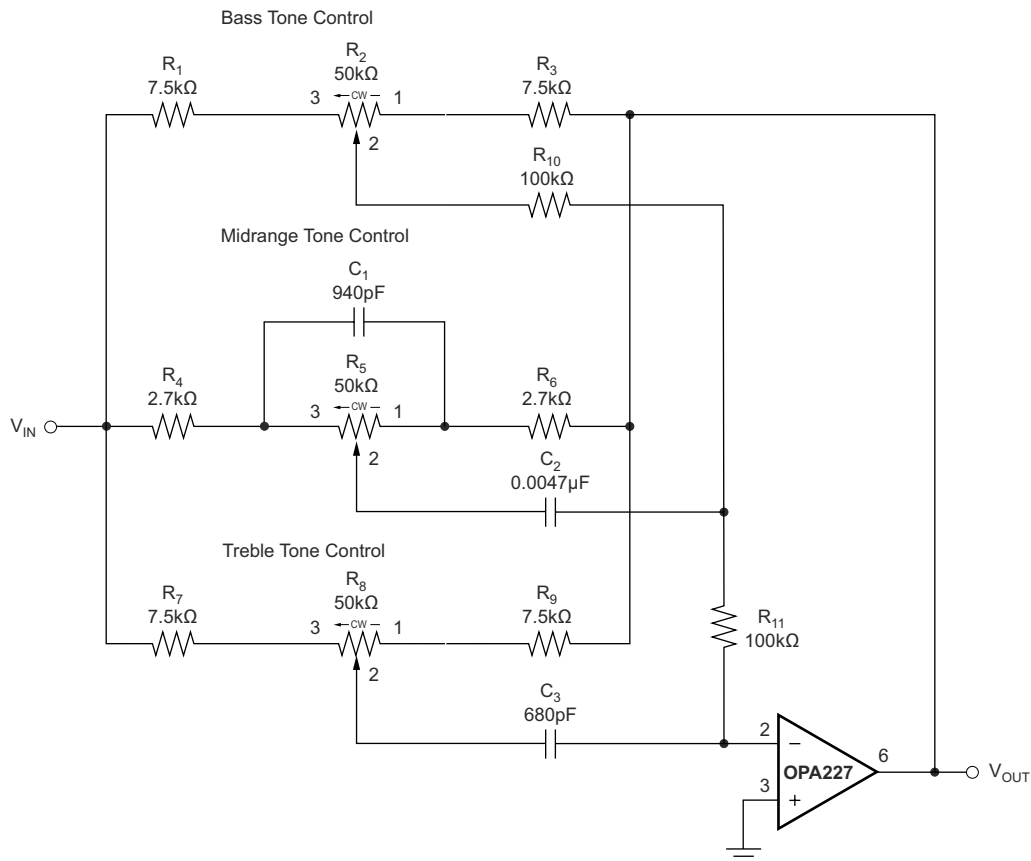 Bass Tone Control
R1
7.5kΩ
R2
50kΩ
3 CW 1
2
R3
7.5kΩ
R10
100kΩ
Midrange Tone Control
C1
940pF
R4
2.7kΩ
R5
50kΩ
3 CW 1
2
R6
2.7kΩ
VIN
C2
0.0047µF
Treble Tone Control
R7
7.5kΩ
R8
50kΩ
3 CW 1
2
R9
7.5kΩ
R11
100kΩ
C3
680pF
2
−
6
OPA227
VOUT
3
+